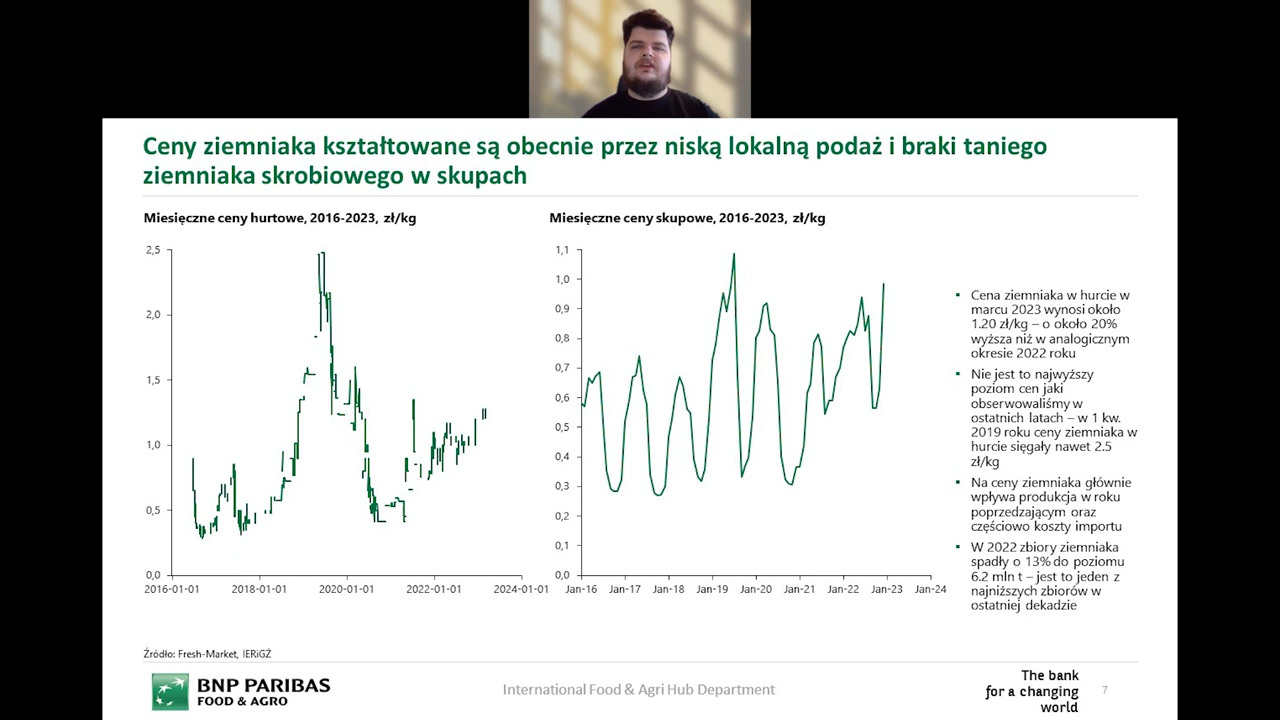 Ceny ziemniaka kształtowane są obecnie przez niską lokalną podaż i braki taniego
ziemniaka skrobiowego w skupach
Miesięczne ceny hurtowe, 2016-2023, zł/kg
2,5
2,0
1,5
1,0
0,5
0,0
2016-01-01 2018-01-01 2020-01-01 2022-01-01 2024-01-01
Miesięczne ceny skupowe, 2016-2023, zł/kg
1,1
1,0
0,9
0,8
0,7
0,6
0,5
0,4
0,3
0,2
0,1
0,0
Jan-16 Jan-17 Jan-18 Jan-19 Jan-20 Jan-21 Jan-22 Jan-23 Jan-24
▪ Cena ziemniaka w hurcie w
marcu 2023 wynosi około
1.20 zł/kg – o około 20%
wyższa niż w analogicznym
okresie 2022 roku
▪ Nie jest to najwyższy
poziom cen jaki
obserwowaliśmy w
ostatnich latach – w 1 kw.
2019 roku ceny ziemniaka w
hurcie sięgały nawet 2.5
zł/kg
▪ Na ceny ziemniaka głównie
wpływa produkcja w roku
poprzedzającym oraz
częściowo koszty importu
▪ W 2022 zbiory ziemniaka
spadły o 13% do poziomu
6.2 mln t – jest to jeden z
najniższych zbiorów w
ostatniej dekadzie
Źródło: Fresh-Market, IERiGŻ
BNP PARIBAS
FOOD & AGRO
International Food & Agri Hub Department
The bank
for a changing
world
7